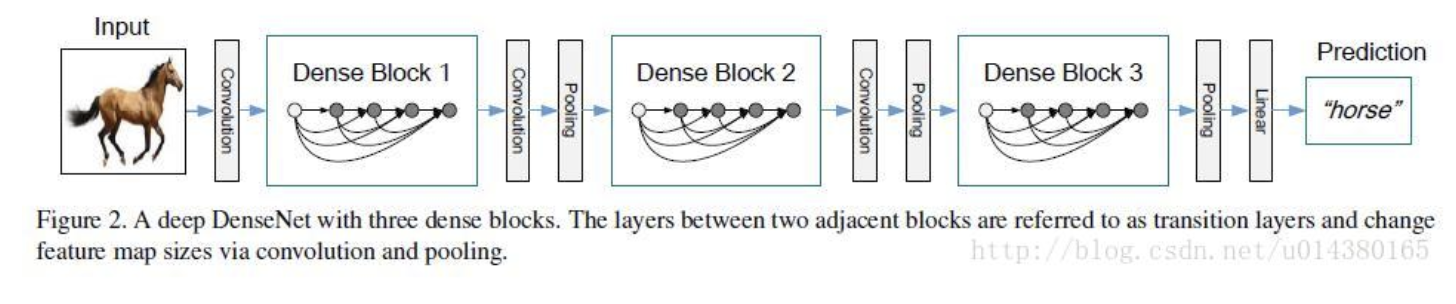 Input
Prediction
Convolution
Dense Block 1
Convolution
Pooling
Dense Block 2
Convolution
Pooling
Dense Block 3
Pooling
Linear
“horse”
Figure 2. A deep DenseNet with three dense blocks. The layers between two adjacent blocks are referred to as transition layers and change
feature map sizes via convolution and pooling.
http://blog.csdn.net/u014380165